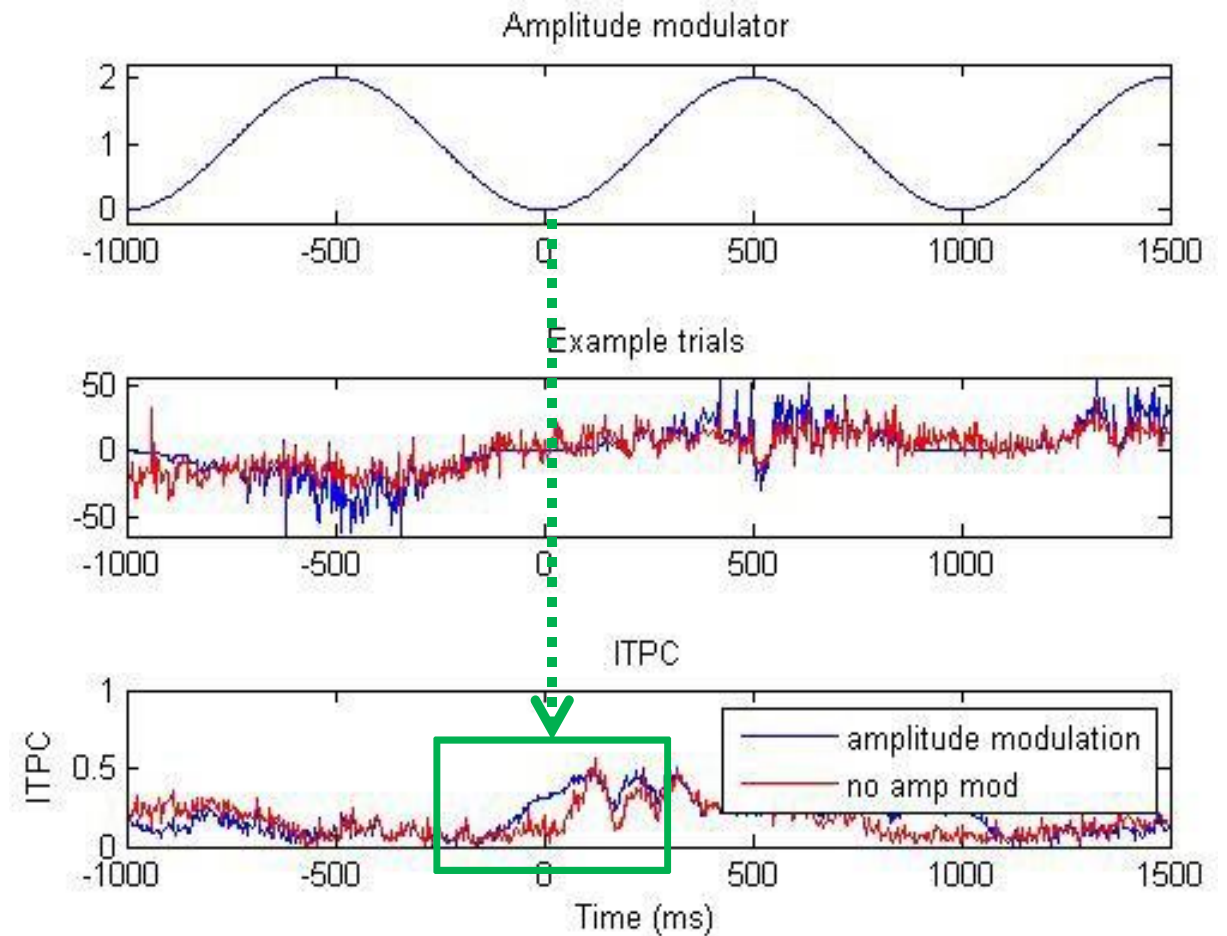 Amplitude modulator
2
1
0
-1000 -500 0 500 1000 1500
Example trials
50
0
-50
-1000 -500 0 500 1000 1500
ITPC
1
0.5
0
ITPC
amplitude modulation
no amp mod
-1000 -500 0 500 1000 1500
Time (ms)